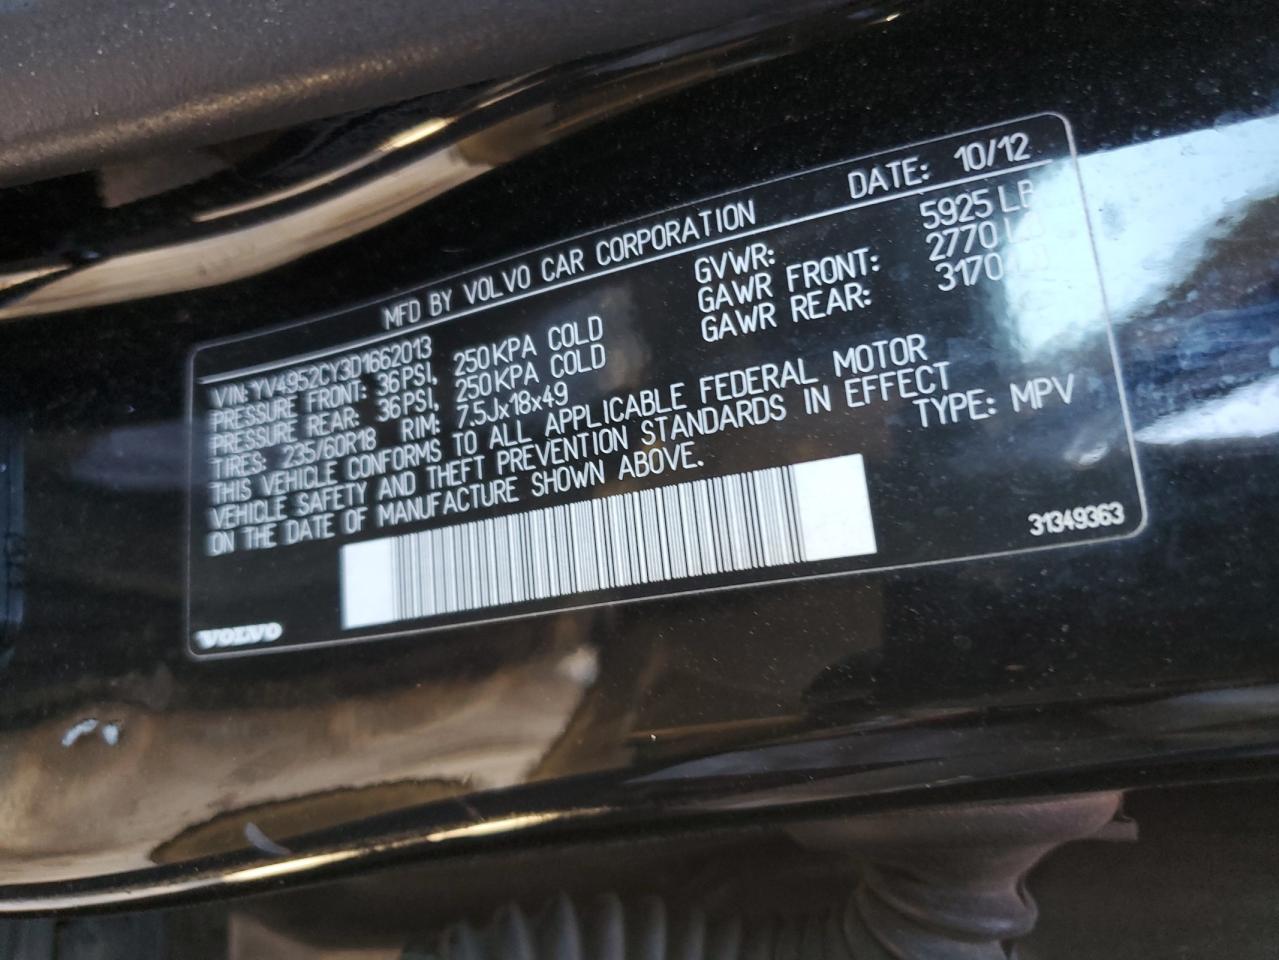 MFD BY VOLVO CAR CORPORATION DATE: 10/12
VIN: YV4952CY3D1662013 GVWR: 5925 LB
PRESSURE FRONT: 36PSI, 250KPA COLD GAWR FRONT: 2770
PRESSURE REAR: 36PSI, 250KPA COLD GAWR REAR: 3170
TIRES: 235/60R18 RIM: 7.5Jx18x49
THIS VEHICLE CONFORMS TO ALL APPLICABLE FEDERAL MOTOR
VEHICLE SAFETY AND THEFT PREVENTION STANDARDS IN EFFECT
ON THE DATE OF MANUFACTURE SHOWN ABOVE. TYPE: MPV
31349363
VOLVO